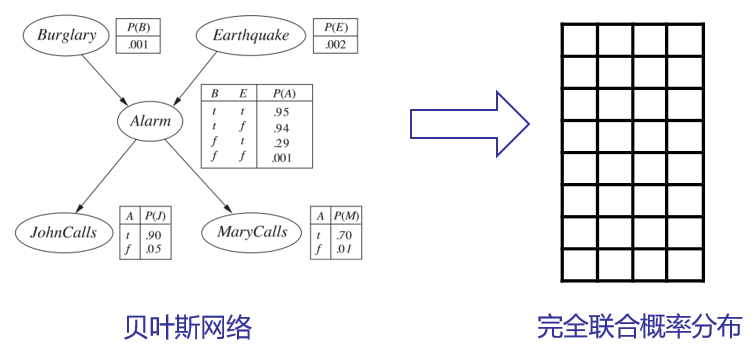 Burglary
P(B)
.001
Earthquake
P(E)
.002
B E P(A)
t t .95
t f .94
f t .29
f f .001
Alarm
JohnCalls
A P(J)
t .90
f .05
MaryCalls
A P(M)
t .70
f .01
贝叶斯网络
完全联合概率分布